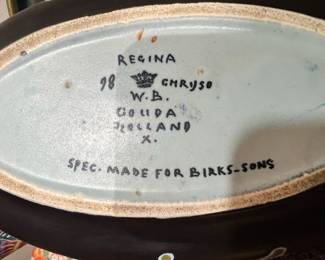 REGINA
98 CHRYSO
W.B.
GOUDA
HOLLAND
X.
SPEC. MADE FOR BIRKS-SONS